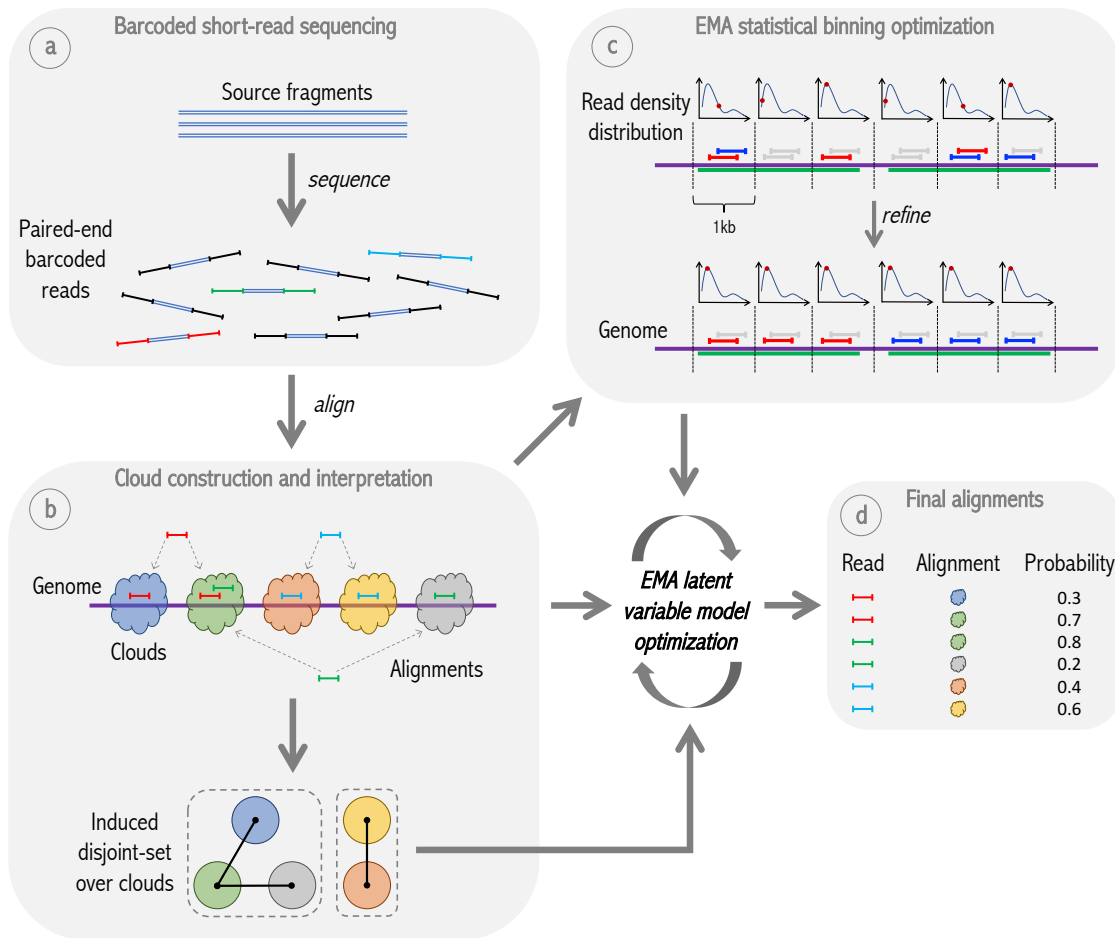 a
Barcoded short-read sequencing
Source fragments
sequence
Paired-end
barcoded
reads
align
b
Cloud construction and interpretation
Genome
Clouds
Alignments
Induced
disjoint-set
over clouds
c
EMA statistical binning optimization
Read density
distribution
1kb
refine
Genome
EMA latent
variable model
optimization
d
Final alignments
Read Alignment Probability
0.3
0.7
0.8
0.2
0.4
0.6